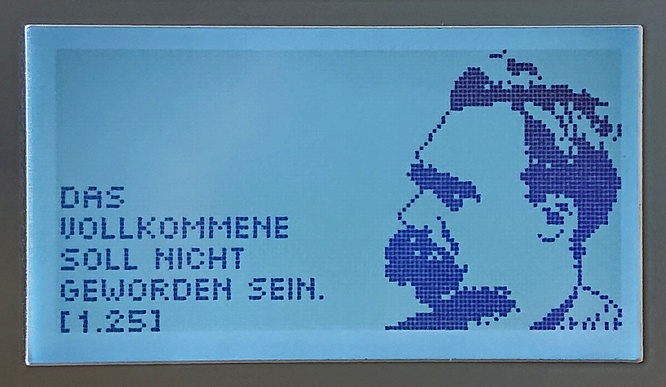 DAS
VOLLKOMMENE
SOLL NICHT
GEWORDEN SEIN.
[1.25]